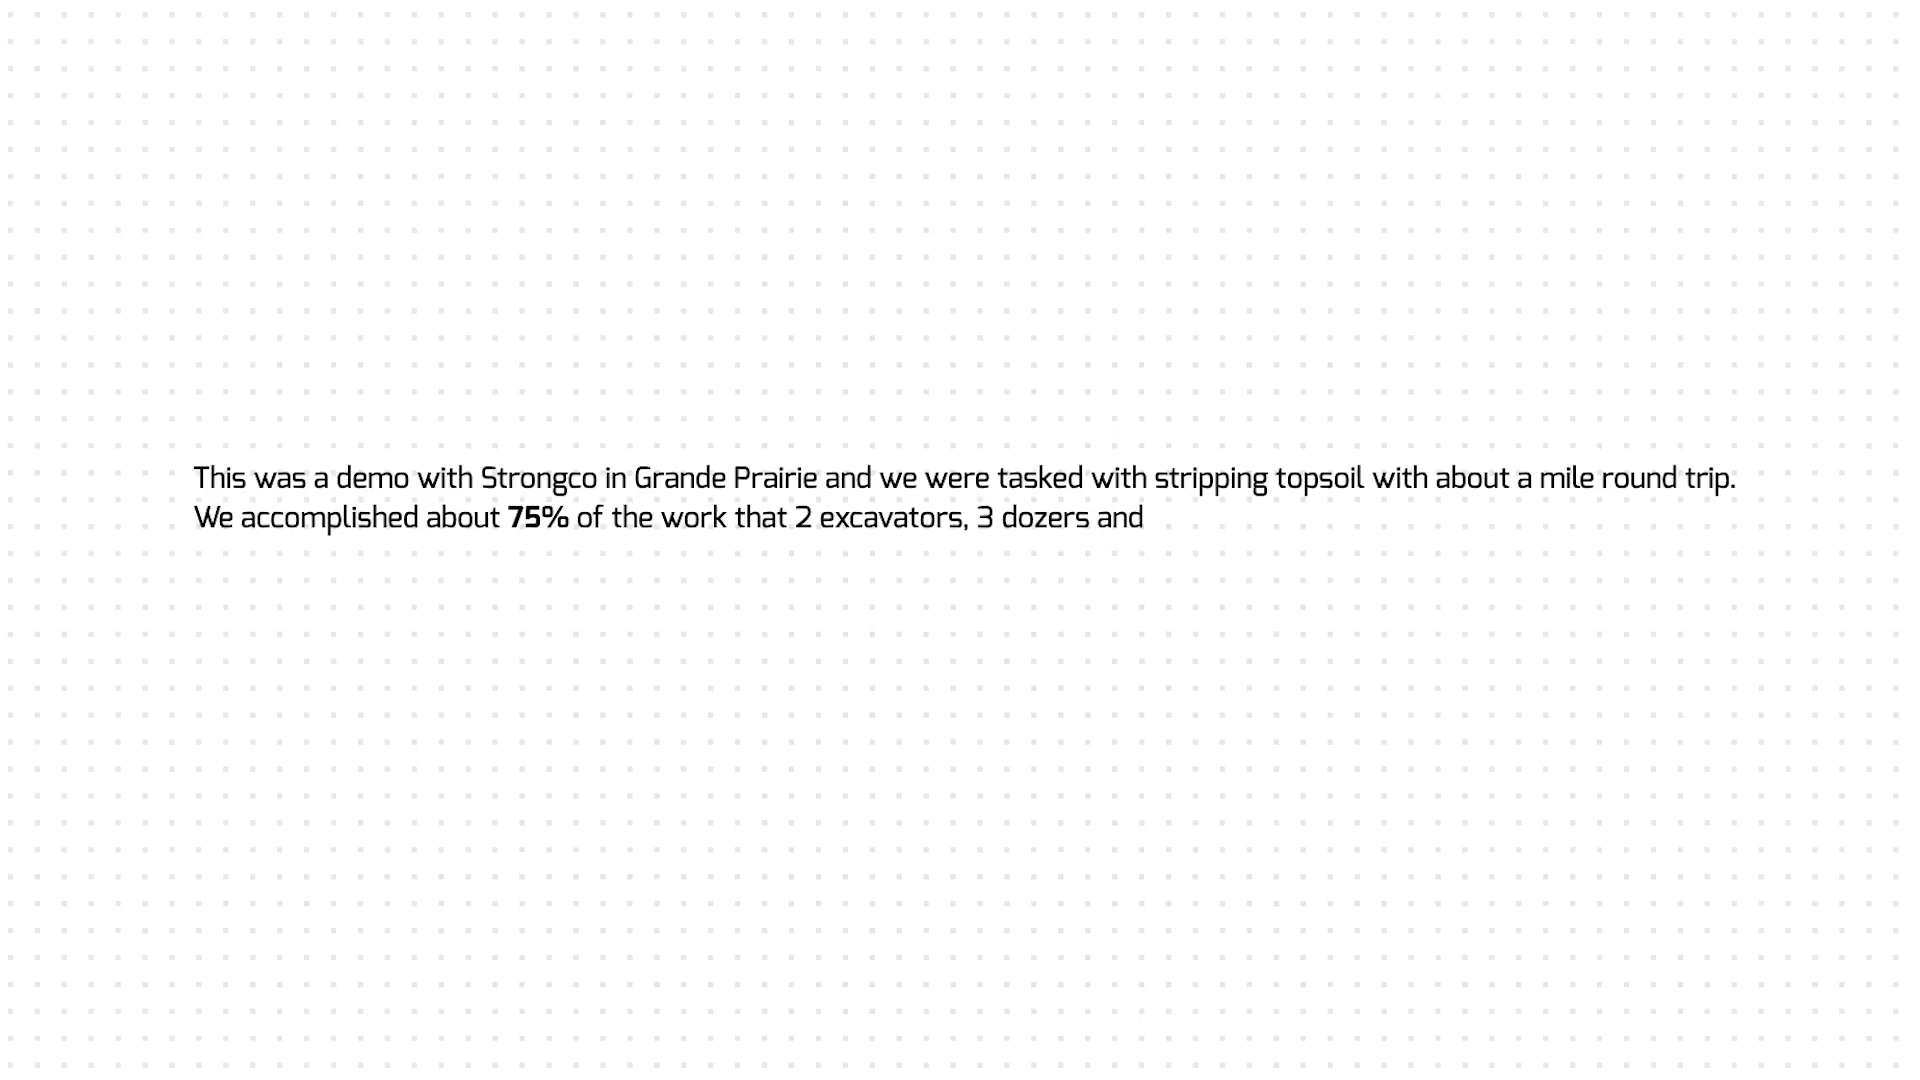 This was a demo with Strongco in Grande Prairie and we were tasked with stripping topsoil with about a mile round trip.
We accomplished about 75% of the work that 2 excavators, 3 dozers and